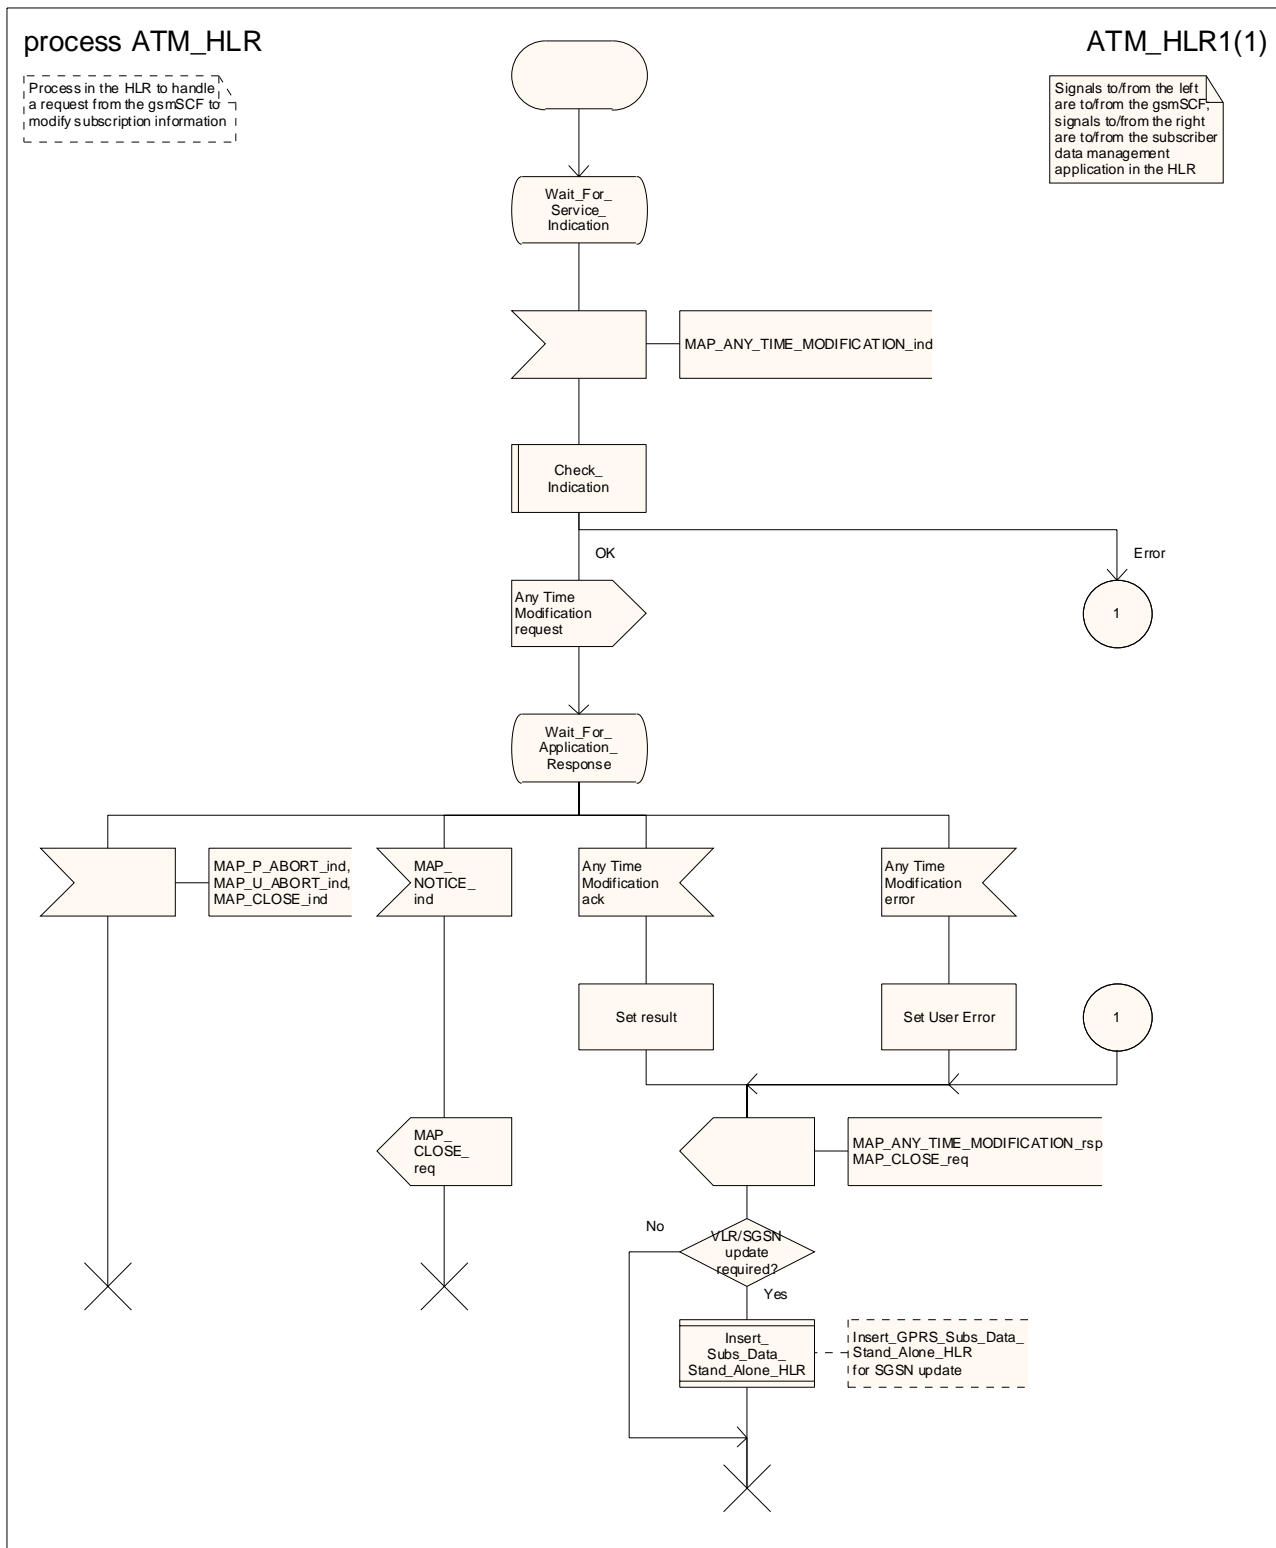 process ATM_HLR
ATM_HLR1(1)
Process in the HLR to handle
a request from the gsmSCF to
modify subscription information
Signals to/from the left
are to/from the gsmSCF;
signals to/from the right
are to/from the subscriber
data management
application in the HLR
Wait_For_
Service_
Indication
MAP_ANY_TIME_MODIFICATION_ind
Check_
Indication
OK
Error
Any Time
Modification
request
1
Wait_For_
Application_
Response
MAP_P_ABORT_ind,
MAP_U_ABORT_ind,
MAP_CLOSE_ind
MAP_
NOTICE_
ind
Any Time
Modification
ack
Any Time
Modification
error
Set result
Set User Error
1
MAP_
CLOSE_
req
MAP_ANY_TIME_MODIFICATION_rsp
MAP_CLOSE_req
No
VLR/SGSN
update
required?
Yes
Insert_
Subs_Data_
Stand_Alone_HLR
Insert_GPRS_Subs_Data_
Stand_Alone_HLR
for SGSN update